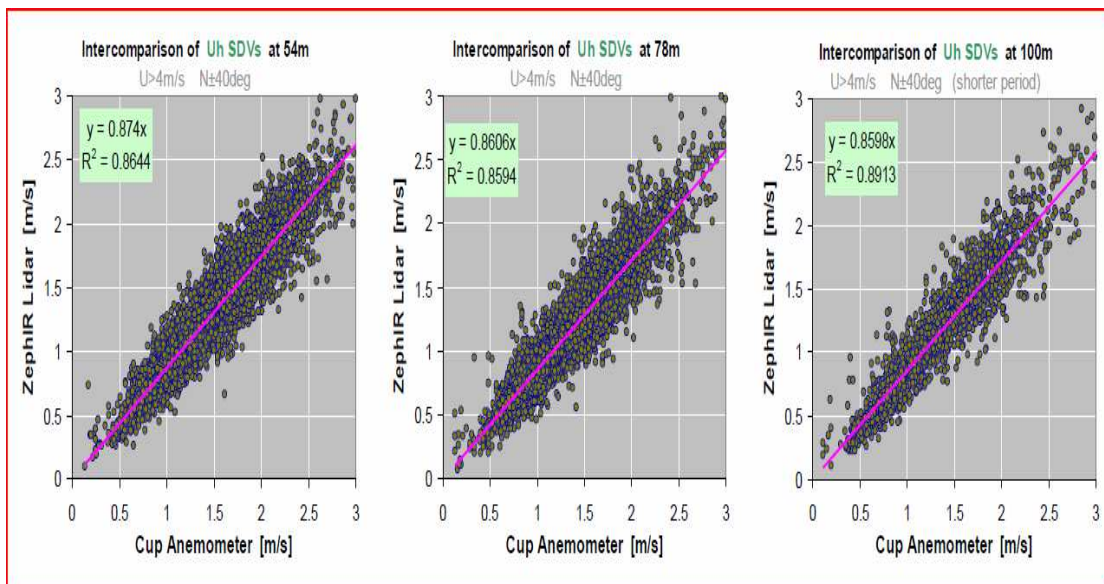 Intercomparison of Uh SDVs at 54m
U>4m/s N±40deg
y = 0.874x
R² = 0.8644
ZephIR Lidar [m/s]
3
2.5
2
1.5
1
0.5
0
0 0.5 1 1.5 2 2.5 3
Cup Anemometer [m/s]
Intercomparison of Uh SDVs at 78m
U>4m/s N±40deg
y = 0.8606x
R² = 0.8594
ZephIR Lidar [m/s]
3
2.5
2
1.5
1
0.5
0
0 0.5 1 1.5 2 2.5 3
Cup Anemometer [m/s]
Intercomparison of Uh SDVs at 100m
U>4m/s N±40deg (shorter period)
y = 0.8598x
R² = 0.8913
ZephIR Lidar [m/s]
3
2.5
2
1.5
1
0.5
0
0 0.5 1 1.5 2 2.5 3
Cup Anemometer [m/s]